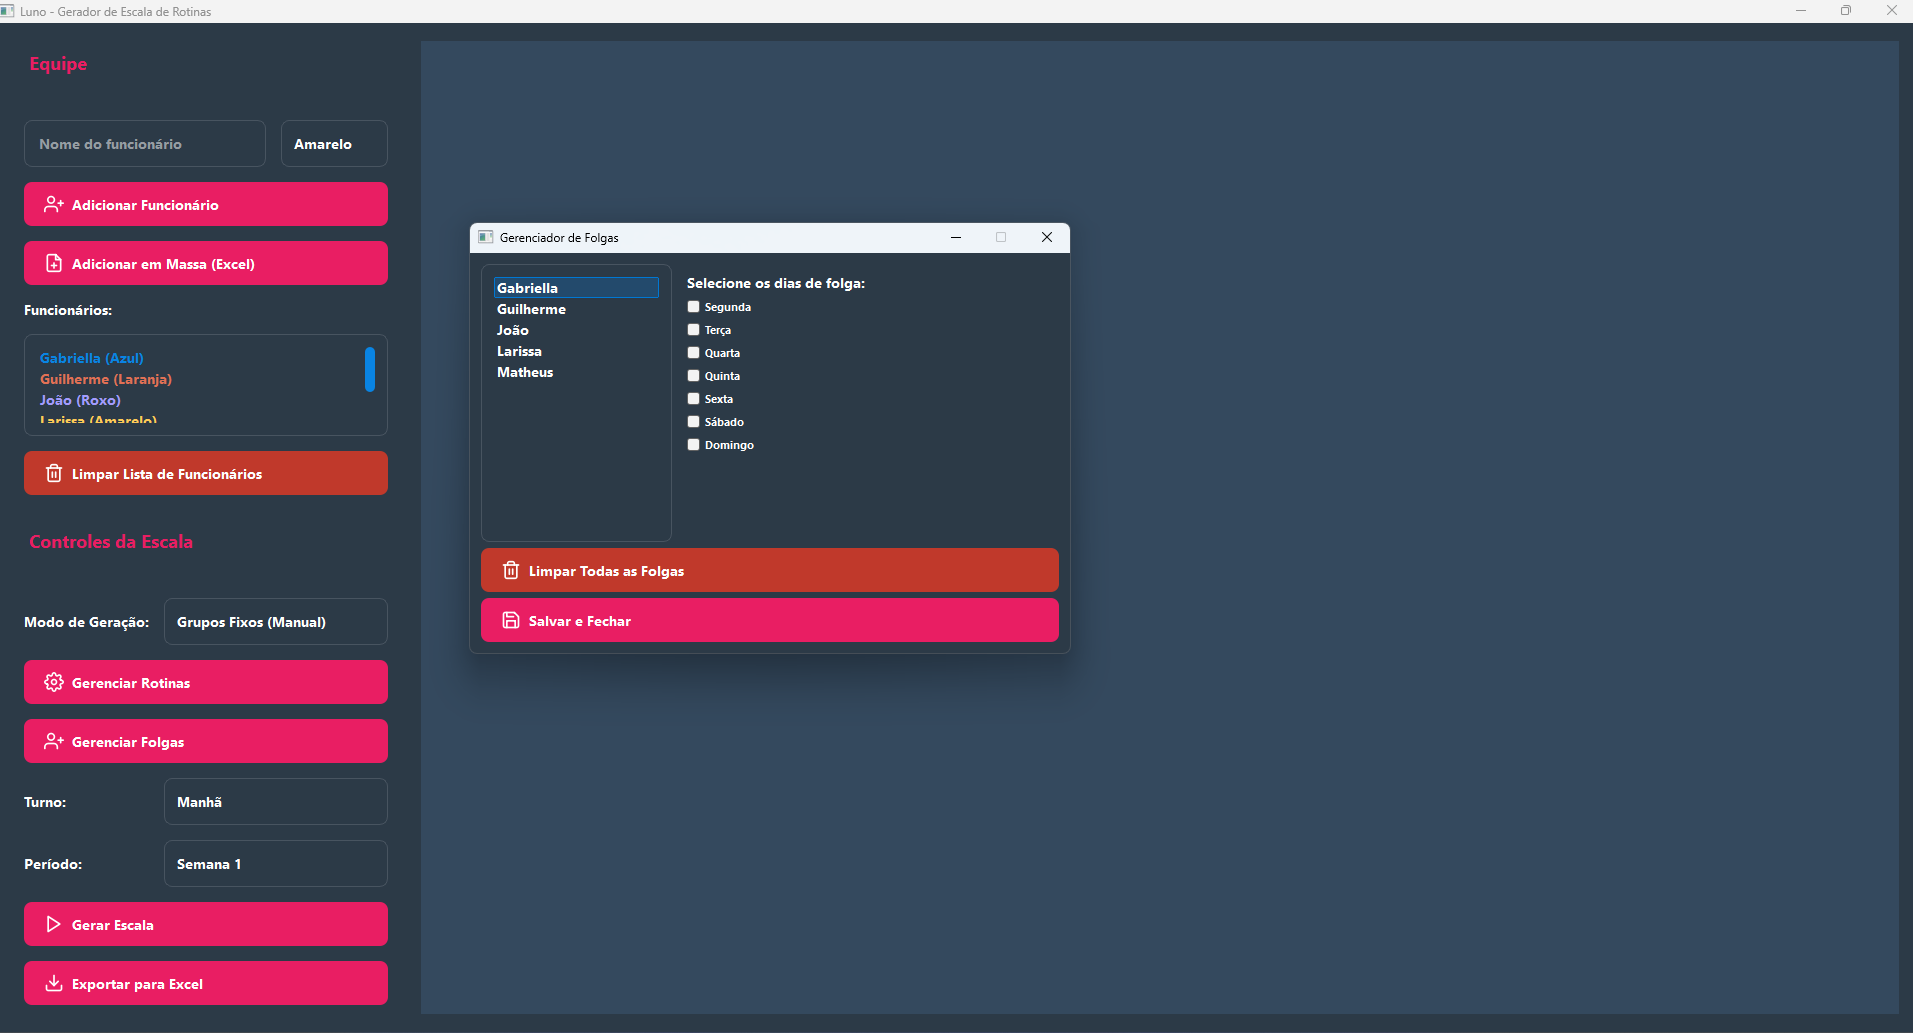 Luno - Gerador de Escala de Rotinas
Equipe
Nome do funcionário
Amarelo
Adicionar Funcionário
Adicionar em Massa (Excel)
Funcionários:
Gabriella (Azul)
Guilherme (Laranja)
João (Roxo)
Larissa (Amarelo)
Limpar Lista de Funcionários
Controles da Escala
Modo de Geração:
Grupos Fixos (Manual)
Gerenciar Rotinas
Gerenciar Folgas
Turno:
Manhã
Período:
Semana 1
Gerar Escala
Exportar para Excel
Gerenciador de Folgas
Gabriella
Guilherme
João
Larissa
Matheus
Selecione os dias de folga:
Segunda
Terça
Quarta
Quinta
Sexta
Sábado
Domingo
Limpar Todas as Folgas
Salvar e Fechar